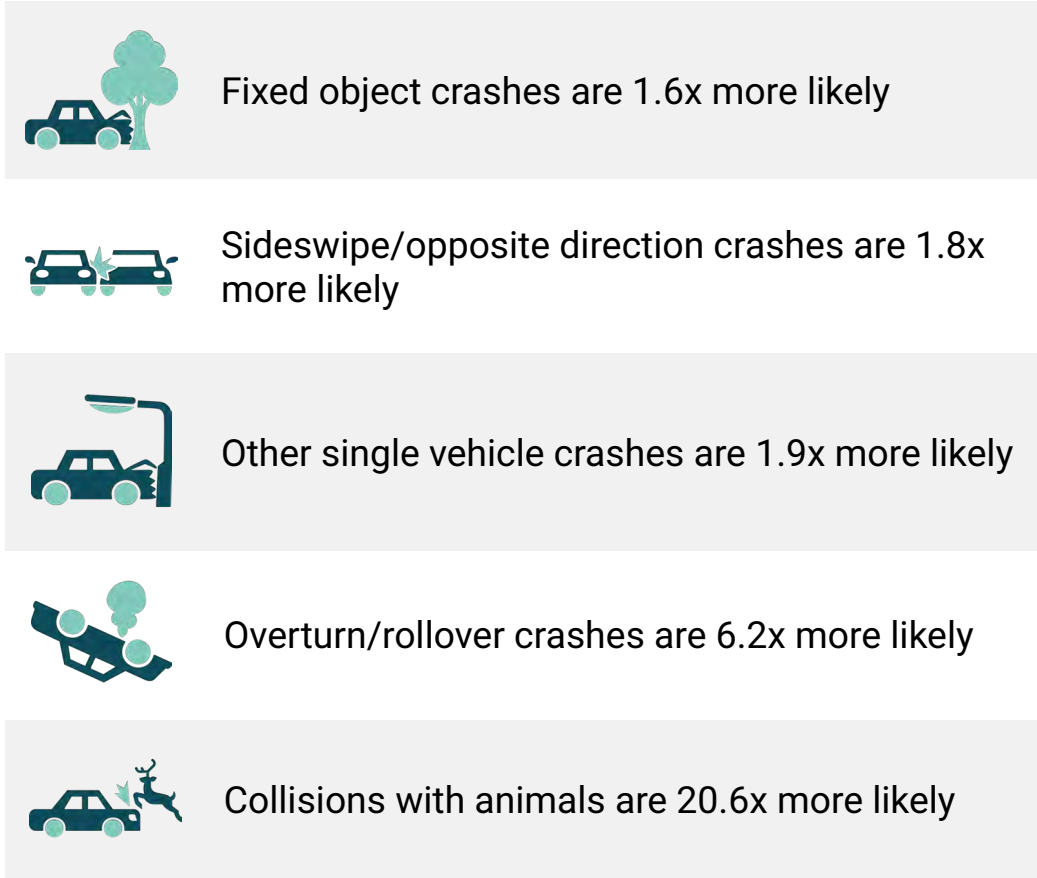 Fixed object crashes are 1.6x more likely
Sideswipe/opposite direction crashes are 1.8x
more likely
Other single vehicle crashes are 1.9x more likely
Overturn/rollover crashes are 6.2x more likely
Collisions with animals are 20.6x more likely